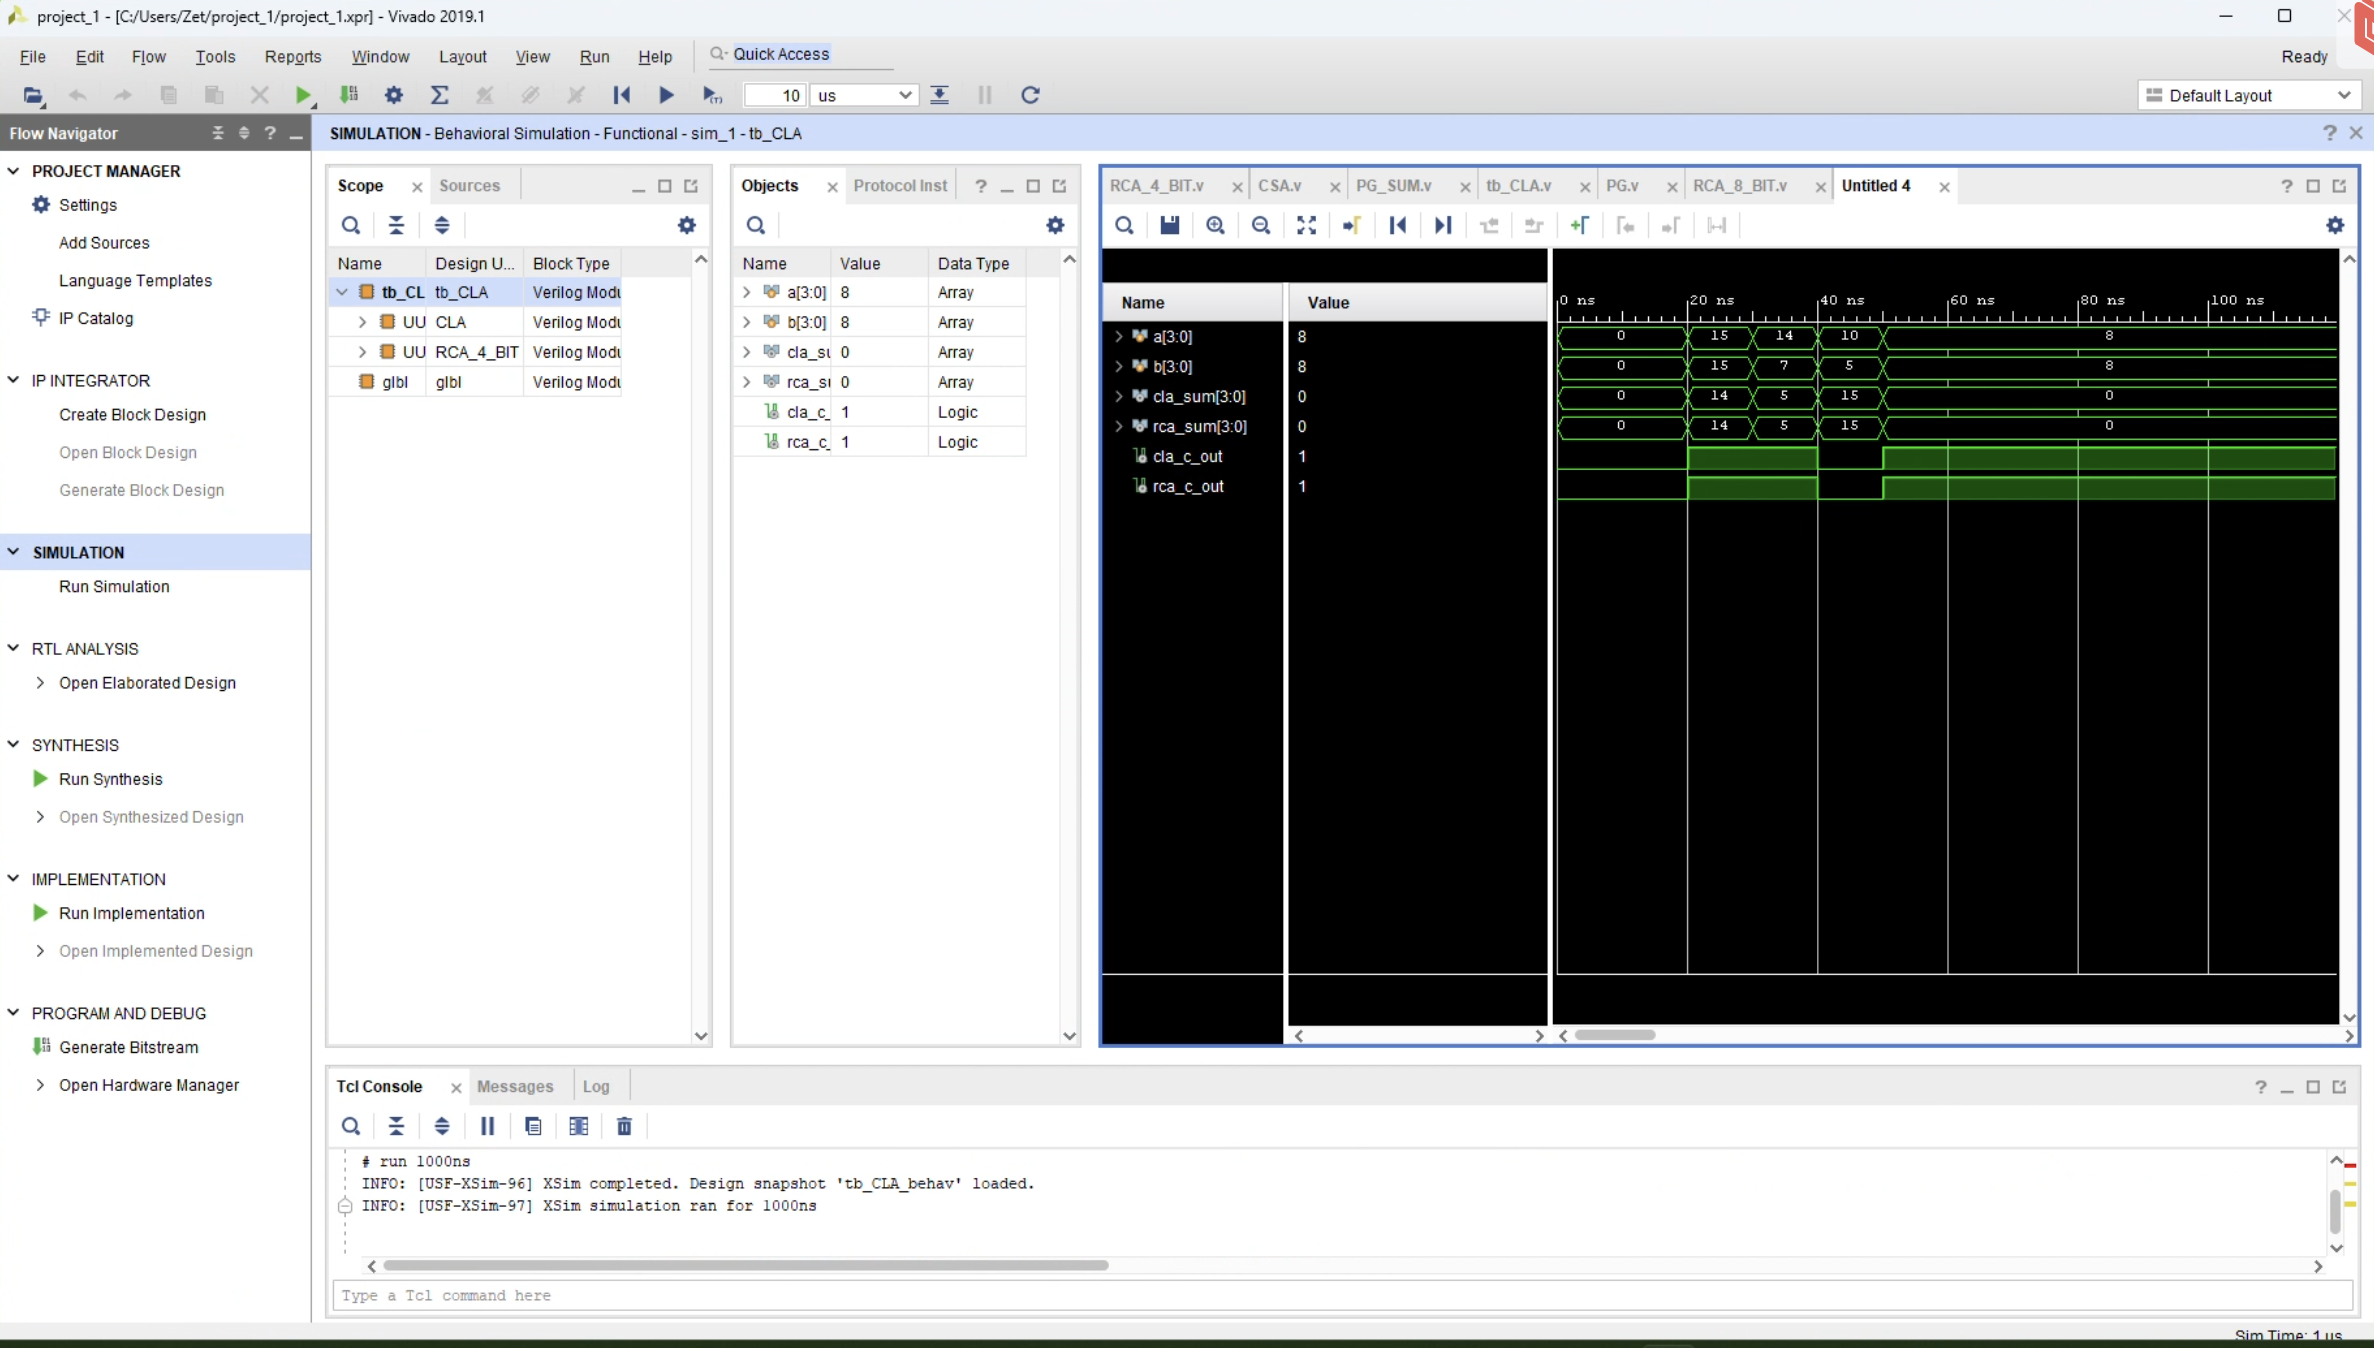 project_1 - [C:/Users/Zet/project_1/project_1.xpr] - Vivado 2019.1
File Edit Flow Tools Reports Window Layout View Run Help Quick Access Ready
10 us Default Layout
Flow Navigator
SIMULATION - Behavioral Simulation - Functional - sim_1 - tb_CLA
PROJECT MANAGER
Settings
Add Sources
Language Templates
IP Catalog
IP INTEGRATOR
Create Block Design
Open Block Design
Generate Block Design
SIMULATION
Run Simulation
RTL ANALYSIS
Open Elaborated Design
SYNTHESIS
Run Synthesis
Open Synthesized Design
IMPLEMENTATION
Run Implementation
Open Implemented Design
PROGRAM AND DEBUG
Generate Bitstream
Open Hardware Manager
Scope Sources
Name Design U... Block Type
tb_CL tb_CLA Verilog Modu
UU CLA Verilog Modu
UU RCA_4_BIT Verilog Modu
glbl glbl Verilog Modu
Objects Protocol Inst
Name Value Data Type
a[3:0] 8 Array
b[3:0] 8 Array
cla_su 0 Array
rca_su 0 Array
cla_c_ 1 Logic
rca_c_ 1 Logic
RCA_4_BIT.v CSA.v PG_SUM.v tb_CLA.v PG.v RCA_8_BIT.v Untitled 4
Name Value 0 ns 20 ns 40 ns 60 ns 80 ns 100 ns
a[3:0] 8 0 15 14 10 8
b[3:0] 8 0 15 7 5 8
cla_sum[3:0] 0 0 14 5 15 0
rca_sum[3:0] 0 0 14 5 15 0
cla_c_out 1
rca_c_out 1
Tcl Console Messages Log
# run 1000ns
INFO: [USF-XSim-96] XSim completed. Design snapshot 'tb_CLA_behav' loaded.
INFO: [USF-XSim-97] XSim simulation ran for 1000ns
Type a Tcl command here
Sim Time: 1 us